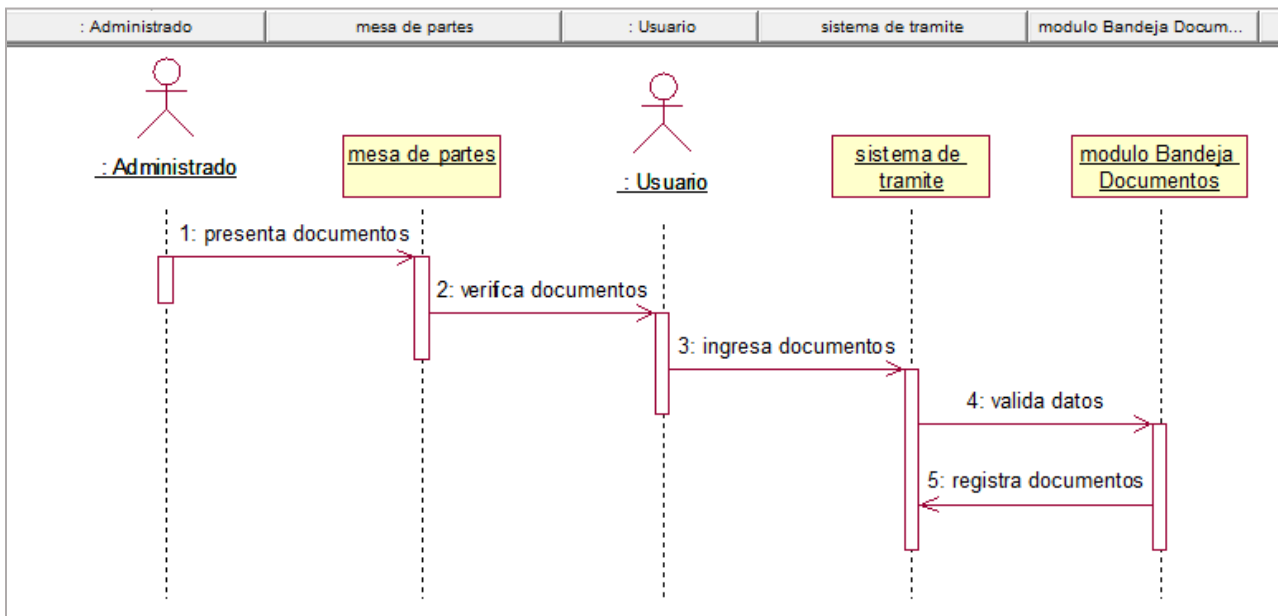 : Administrado
mesa de partes
: Usuario
sistema de tramite
modulo Bandeja Docum...
: Administrado
mesa de partes
: Usuario
sistema de
tramite
modulo Bandeja
Documentos
1: presenta documentos
2: verifca documentos
3: ingresa documentos
4: valida datos
5: registra documentos